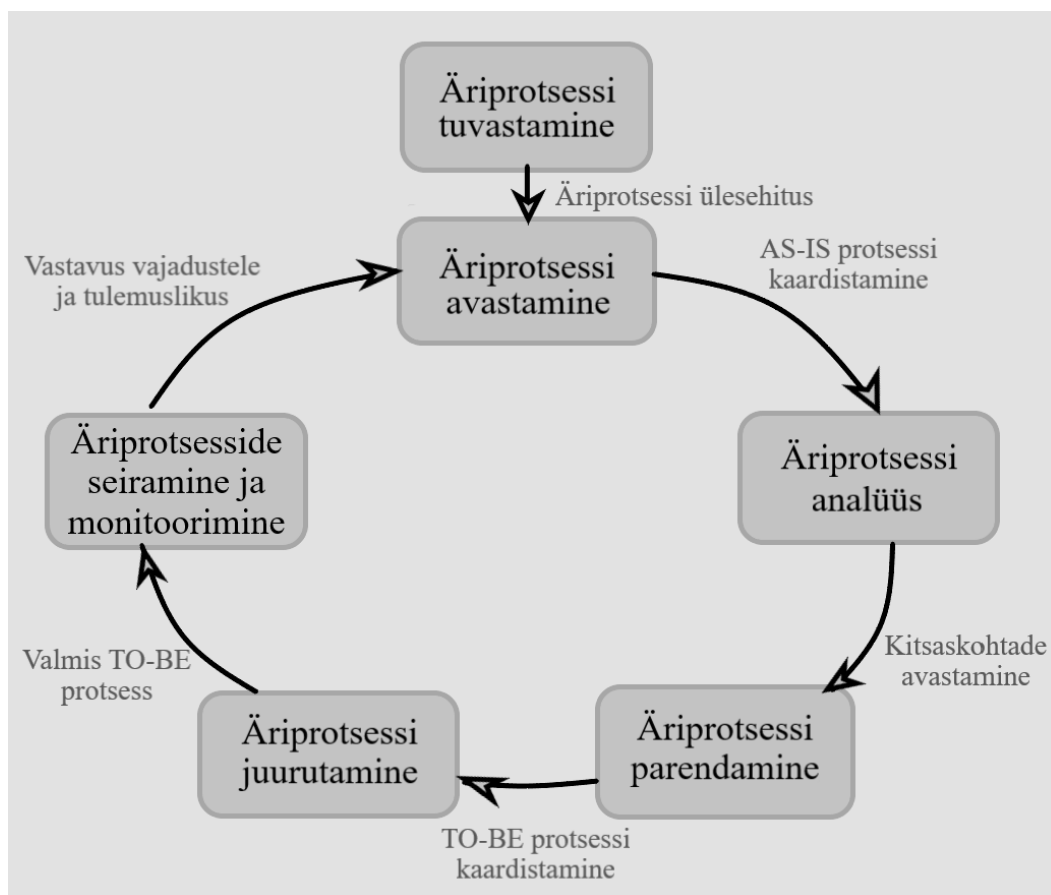 Äriprotsessi
tuvastamine
Äriprotsessi ülesehitus
Äriprotsessi
avastamine
AS-IS protsessi
kaardistamine
Äriprotsessi
analüüs
Kitsaskohtade
avastamine
Äriprotsessi
parendamine
TO-BE protsessi
kaardistamine
Äriprotsessi
juurutamine
Valmis TO-BE
protsess
Äriprotsesside
seiramine ja
monitoorimine
Vastavus vajadustele
ja tulemuslikus